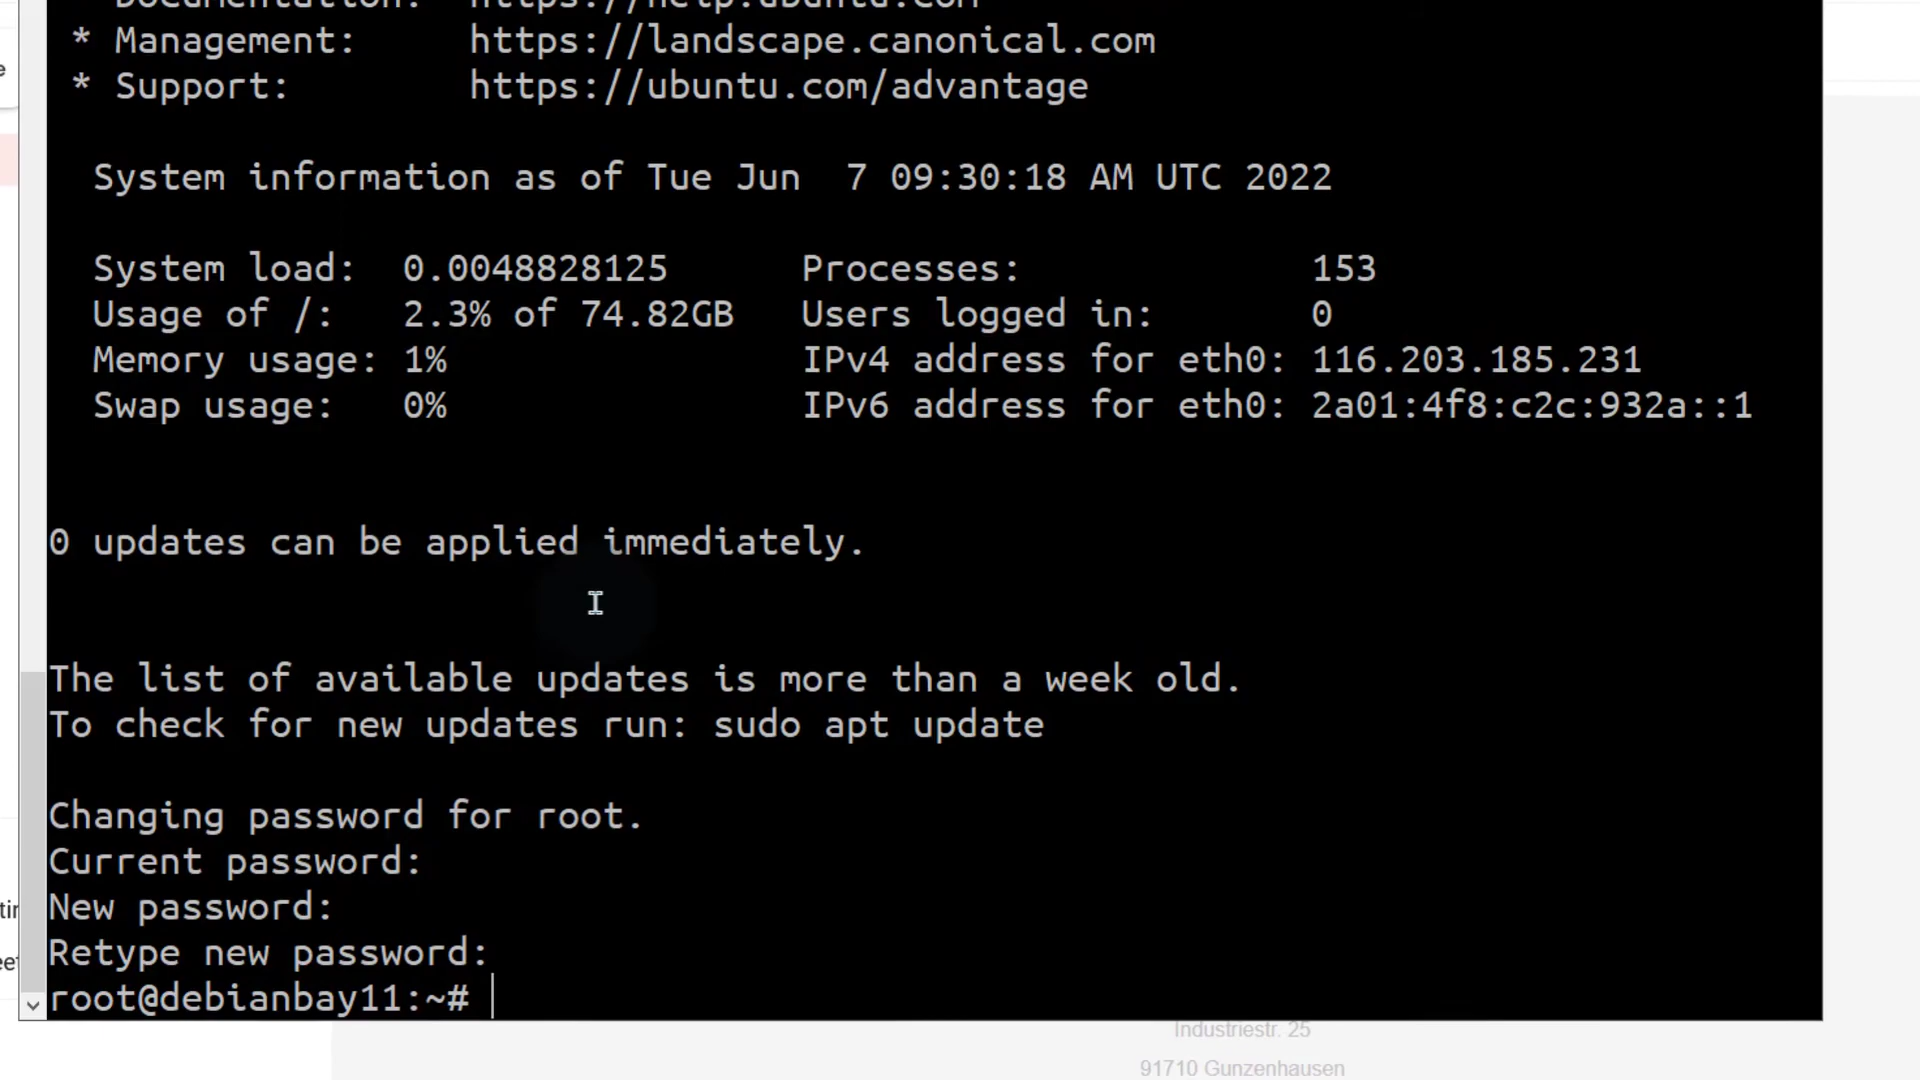 * Documentation: https://help.ubuntu.com
* Management: https://landscape.canonical.com
* Support: https://ubuntu.com/advantage
System information as of Tue Jun 7 09:30:18 AM UTC 2022
System load: 0.0048828125 Processes: 153
Usage of /: 2.3% of 74.82GB Users logged in: 0
Memory usage: 1% IPv4 address for eth0: 116.203.185.231
Swap usage: 0% IPv6 address for eth0: 2a01:4f8:c2c:932a::1
0 updates can be applied immediately.
The list of available updates is more than a week old.
To check for new updates run: sudo apt update
Changing password for root.
Current password:
New password:
Retype new password:
root@debianbay11:~#
Industriestr. 25
91710 Gunzenhausen